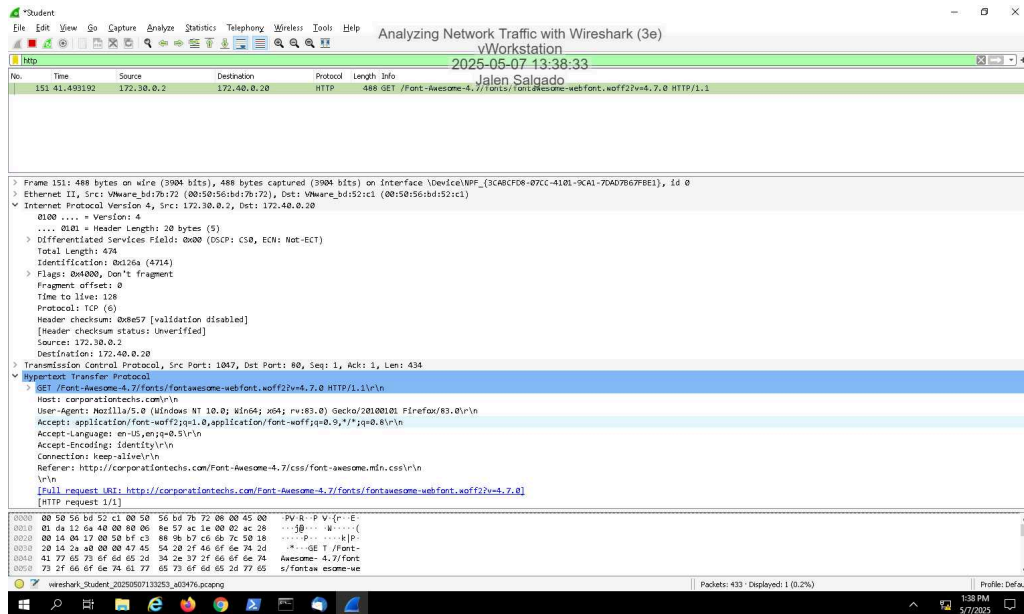 *Student
File Edit View Go Capture Analyze Statistics Telephony Wireless Tools Help
Analyzing Network Traffic with Wireshark (3e)
vWorkstation
2025-05-07 13:38:33
Jalen Salgado
http
No. Time Source Destination Protocol Length Info
151 41.493192 172.30.0.2 172.40.0.20 HTTP 488 GET /Font-Awesome-4.7/fonts/fontawesome-webfont.woff2?v=4.7.0 HTTP/1.1
Frame 151: 488 bytes on wire (3904 bits), 488 bytes captured (3904 bits) on interface \Device\NPF_{3CABCFD8-07CC-4101-9CA1-7DAD7B67FBE1}, id 0
Ethernet II, Src: VMware_bd:7b:72 (00:50:56:bd:7b:72), Dst: VMware_bd:52:c1 (00:50:56:bd:52:c1)
Internet Protocol Version 4, Src: 172.30.0.2, Dst: 172.40.0.20
0100 .... = Version: 4
.... 0101 = Header Length: 20 bytes (5)
Differentiated Services Field: 0x00 (DSCP: CS0, ECN: Not-ECT)
Total Length: 474
Identification: 0x126a (4714)
Flags: 0x4000, Don't fragment
Fragment offset: 0
Time to live: 128
Protocol: TCP (6)
Header checksum: 0x8e57 [validation disabled]
[Header checksum status: Unverified]
Source: 172.30.0.2
Destination: 172.40.0.20
Transmission Control Protocol, Src Port: 1047, Dst Port: 80, Seq: 1, Ack: 1, Len: 434
Hypertext Transfer Protocol
GET /Font-Awesome-4.7/fonts/fontawesome-webfont.woff2?v=4.7.0 HTTP/1.1\r\n
Host: corporationtechs.com\r\n
User-Agent: Mozilla/5.0 (Windows NT 10.0; Win64; x64; rv:83.0) Gecko/20100101 Firefox/83.0\r\n
Accept: application/font-woff2;q=1.0,application/font-woff;q=0.9,*/*;q=0.8\r\n
Accept-Language: en-US,en;q=0.5\r\n
Accept-Encoding: identity\r\n
Connection: keep-alive\r\n
Referer: http://corporationtechs.com/Font-Awesome-4.7/css/font-awesome.min.css\r\n
\r\n
[Full request URI: http://corporationtechs.com/Font-Awesome-4.7/fonts/fontawesome-webfont.woff2?v=4.7.0]
[HTTP request 1/1]
0000 00 50 56 bd 52 c1 00 50 56 bd 7b 72 08 00 45 00 ·PV·R··P V·{r··E·
0010 01 da 12 6a 40 00 80 06 8e 57 ac 1e 00 02 ac 28 ···j@··· ·W·····(
0020 00 14 04 17 00 50 bf c3 88 9b b7 c6 6b 7c 50 18 ·····P·· ····k|P·
0030 20 14 2a a0 00 00 47 45 54 20 2f 46 6f 6e 74 2d ·*···GE T /Font-
0040 41 77 65 73 6f 6d 65 2d 34 2e 37 2f 66 6f 6e 74 Awesome- 4.7/font
0050 73 2f 66 6f 6e 74 61 77 65 73 6f 6d 65 2d 77 65 s/fontaw esome-we
wireshark_Student_20250507133253_a03476.pcapng Packets: 433 · Displayed: 1 (0.2%) Profile: Defau
1:38 PM
5/7/2025